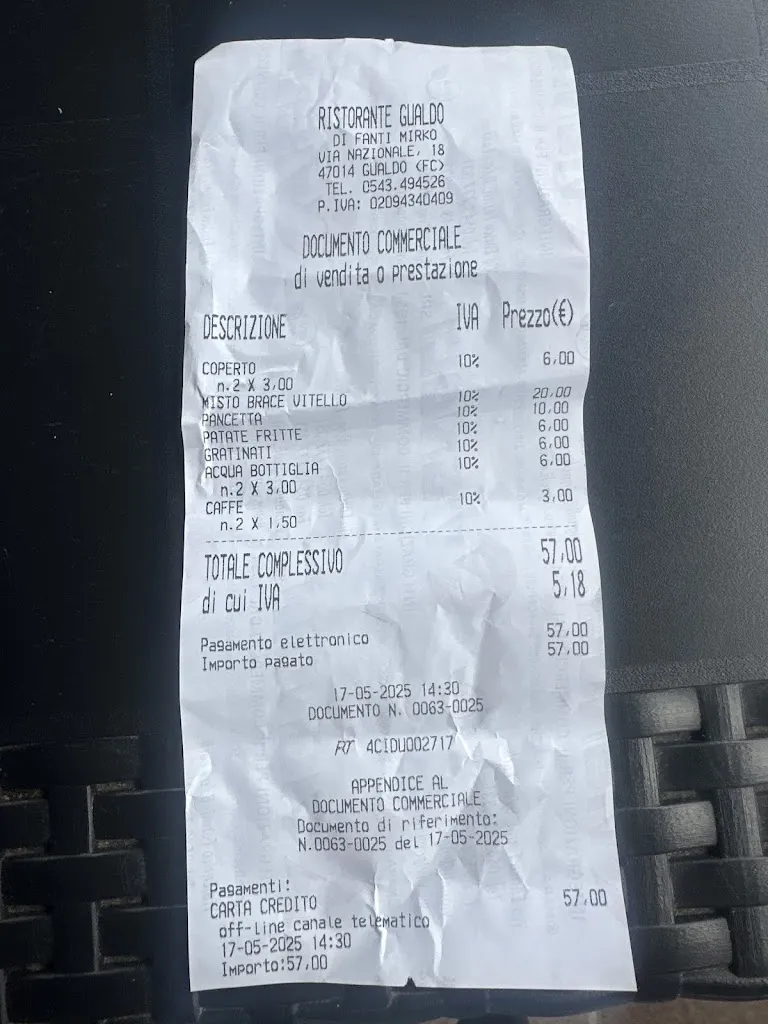 RISTORANTE GUALDO
DI FANTI MIRKO
VIA NAZIONALE, 18
47014 GUALDO (FC)
TEL. 0543.494526
P.IVA: 02094340409
DOCUMENTO COMMERCIALE
di vendita o prestazione
DESCRIZIONE IVA Prezzo(€)
COPERTO 10% 6,00
n.2 X 3,00
MISTO BRACE VITELLO 10% 20,00
PANCETTA 10% 10,00
PATATE FRITTE 10% 6,00
GRATINATI 10% 6,00
ACQUA BOTTIGLIA 10% 6,00
n.2 X 3,00
CAFFE 10% 3,00
n.2 X 1,50
TOTALE COMPLESSIVO 57,00
di cui IVA 5,18
Pagamento elettronico 57,00
Importo pagato 57,00
17-05-2025 14:30
DOCUMENTO N. 0063-0025
RT 4CIDU002717
APPENDICE AL
DOCUMENTO COMMERCIALE
Documento di riferimento:
N.0063-0025 del 17-05-2025
Pagamenti:
CARTA CREDITO 57,00
off-line canale telematico
17-05-2025 14:30
Importo:57,00